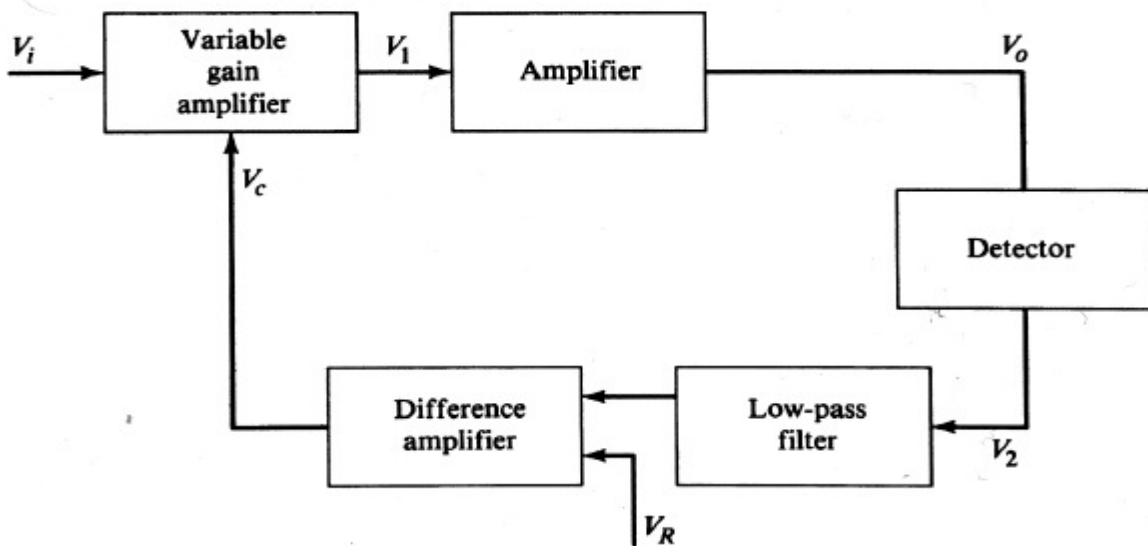 V_i
Variable
gain
amplifier
V_1
Amplifier
V_o
V_c
Detector
Difference
amplifier
Low-pass
filter
V_2
V_R